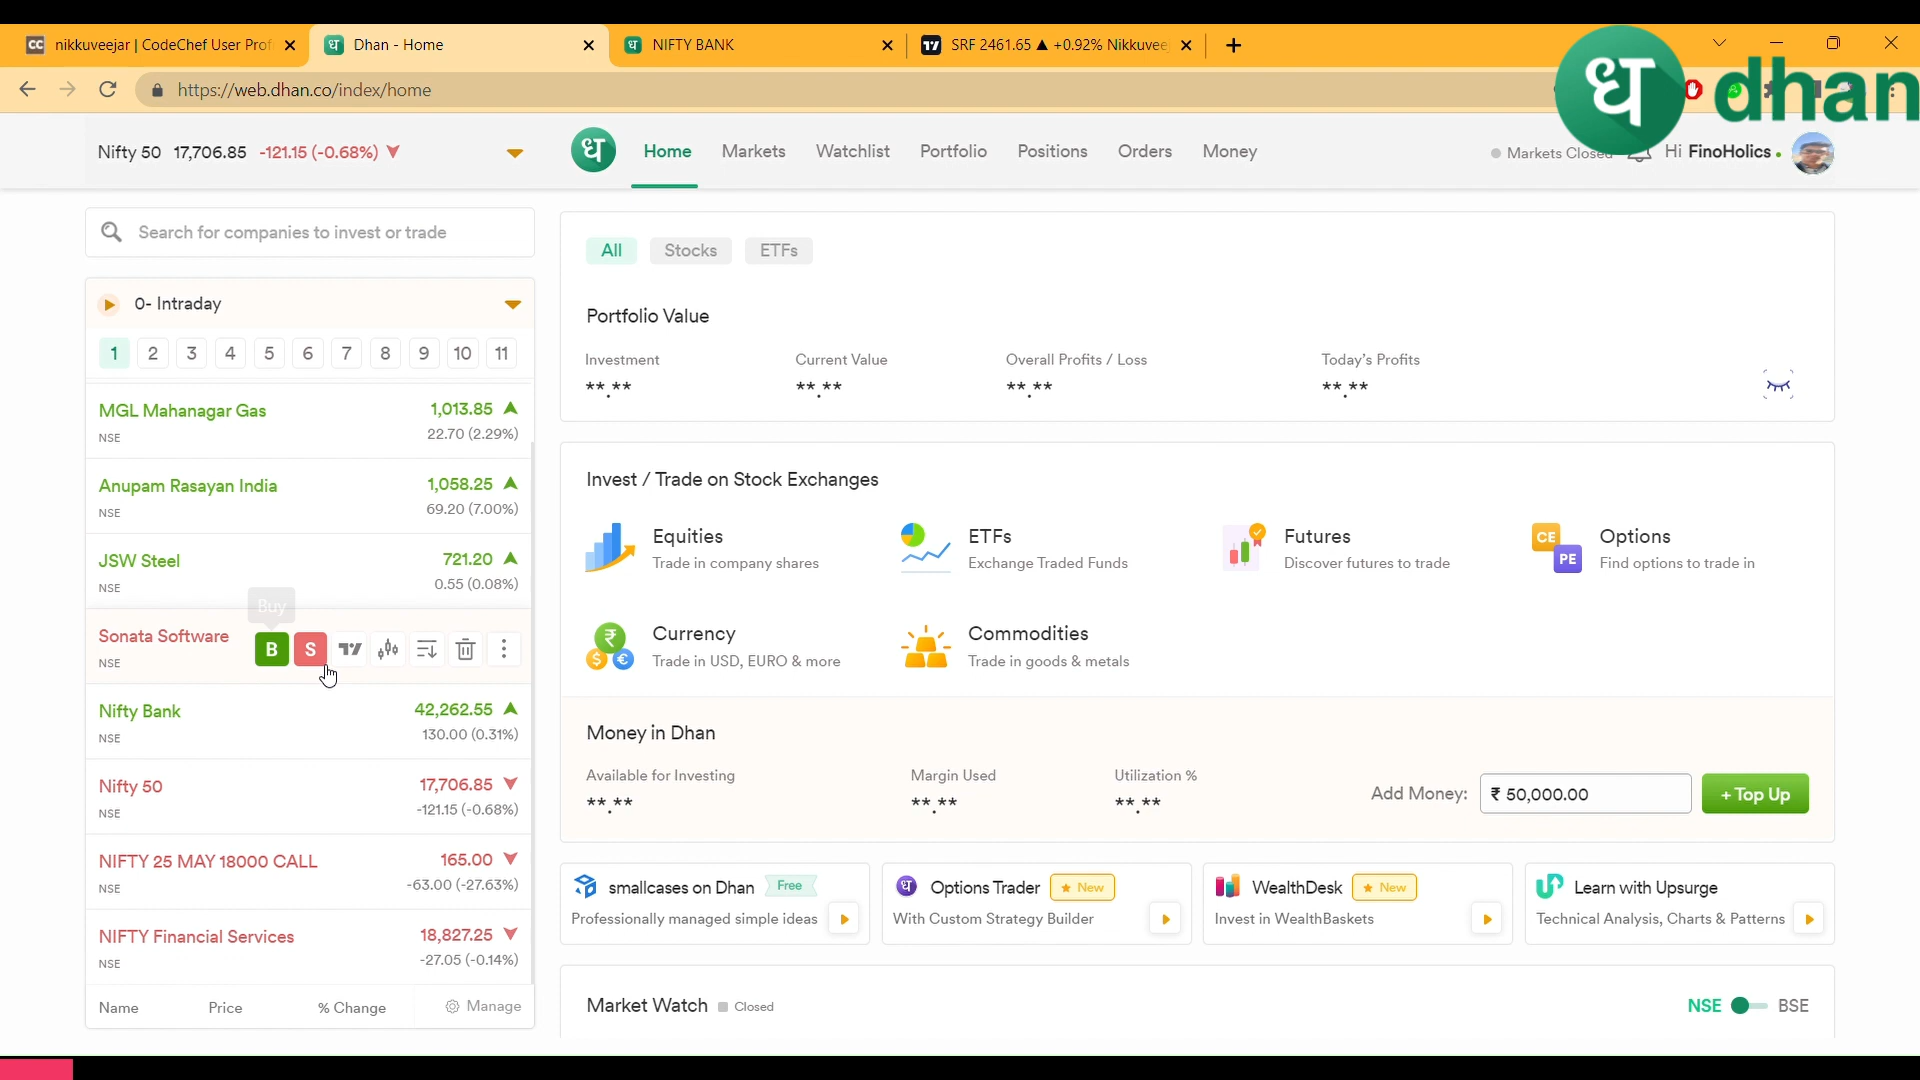 CC nikkuveejar | CodeChef User Prof
Dhan - Home
NIFTY BANK
SRF 2461.65 ▲ +0.92% Nikkuvee
https://web.dhan.co/index/home
ध dhan
Nifty 50 17,706.85 -121.15 (-0.68%)
ध
Home
Markets
Watchlist
Portfolio
Positions
Orders
Money
Markets Closed
Hi FinoHolics
Search for companies to invest or trade
0- Intraday
1 2 3 4 5 6 7 8 9 10 11
MGL Mahanagar Gas 1,013.85
NSE 22.70 (2.29%)
Anupam Rasayan India 1,058.25
NSE 69.20 (7.00%)
JSW Steel 721.20
NSE 0.55 (0.08%)
Buy
Sonata Software B S
NSE
Nifty Bank 42,262.55
NSE 130.00 (0.31%)
Nifty 50 17,706.85
NSE -121.15 (-0.68%)
NIFTY 25 MAY 18000 CALL 165.00
NSE -63.00 (-27.63%)
NIFTY Financial Services 18,827.25
NSE -27.05 (-0.14%)
Name Price % Change Manage
All Stocks ETFs
Portfolio Value
Investment Current Value Overall Profits / Loss Today's Profits
**.** **.** **.** **.**
Invest / Trade on Stock Exchanges
Equities
Trade in company shares
ETFs
Exchange Traded Funds
Futures
Discover futures to trade
CE PE
Options
Find options to trade in
Currency
Trade in USD, EURO & more
Commodities
Trade in goods & metals
Money in Dhan
Available for Investing Margin Used Utilization %
**.** **.** **.**
Add Money: ₹ 50,000.00 + Top Up
smallcases on Dhan Free
Professionally managed simple ideas
Options Trader New
With Custom Strategy Builder
WealthDesk New
Invest in WealthBaskets
Learn with Upsurge
Technical Analysis, Charts & Patterns
Market Watch Closed
NSE BSE